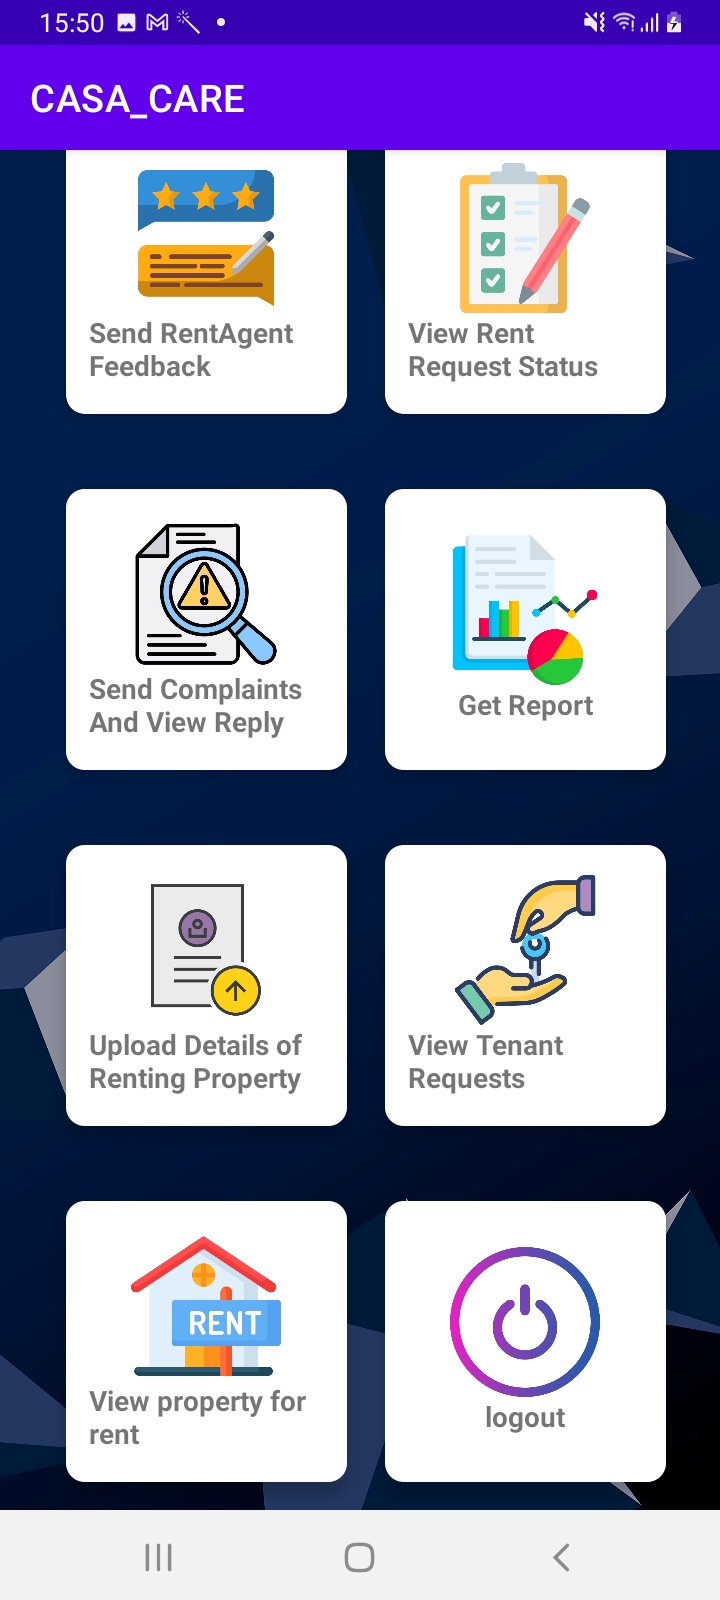 15:50
CASA_CARE
Send RentAgent
Feedback
View Rent
Request Status
Send Complaints
And View Reply
Get Report
Upload Details of
Renting Property
View Tenant
Requests
RENT
View property for
rent
logout